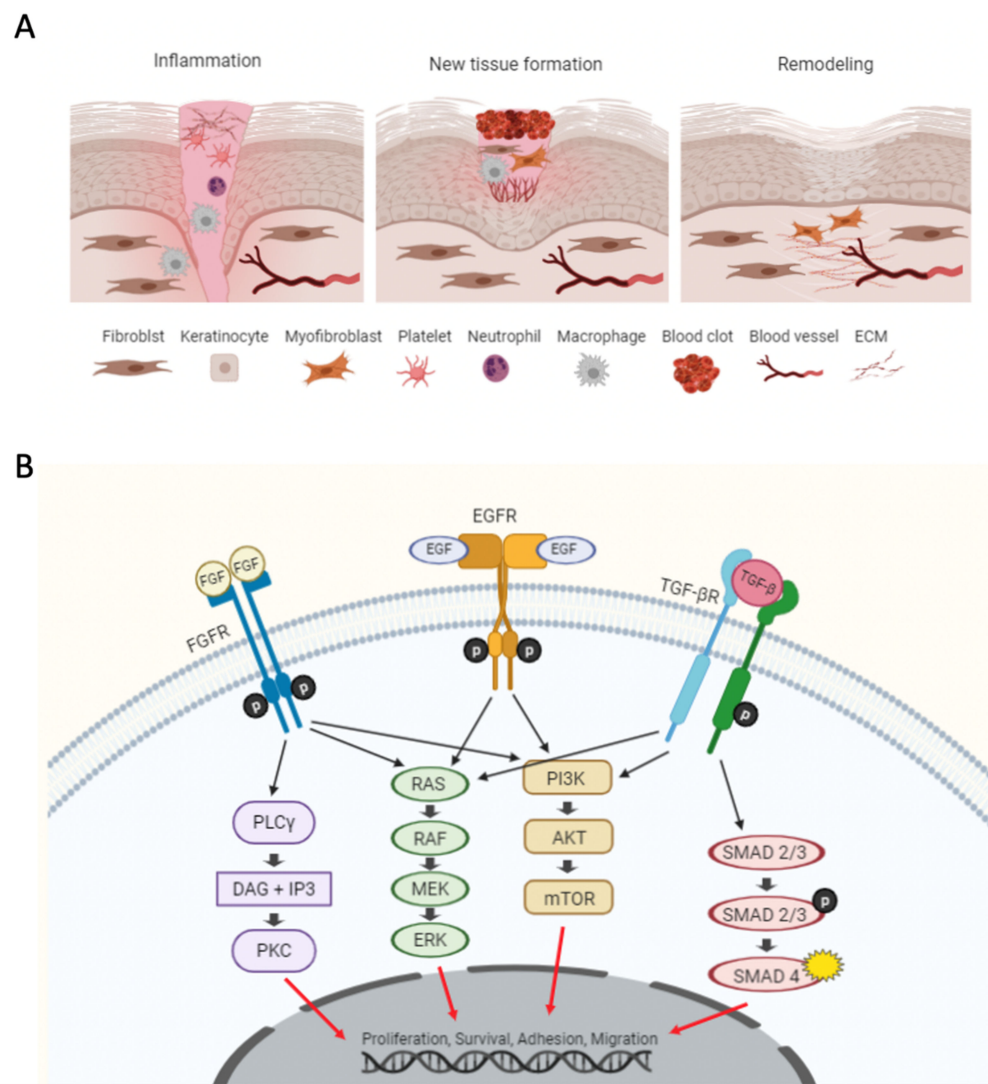 A
Inflammation
New tissue formation
Remodeling
Fibroblst Keratinocyte Myofibroblast Platelet Neutrophil Macrophage Blood clot Blood vessel ECM
B
EGFR
EGF EGF
FGF FGF
TGF-β
TGF-βR
FGFR
p p
p p
p
RAS
PI3K
PLCγ
RAF
AKT
SMAD 2/3
DAG + IP3
MEK
mTOR
SMAD 2/3
p
PKC
ERK
SMAD 4
Proliferation, Survival, Adhesion, Migration